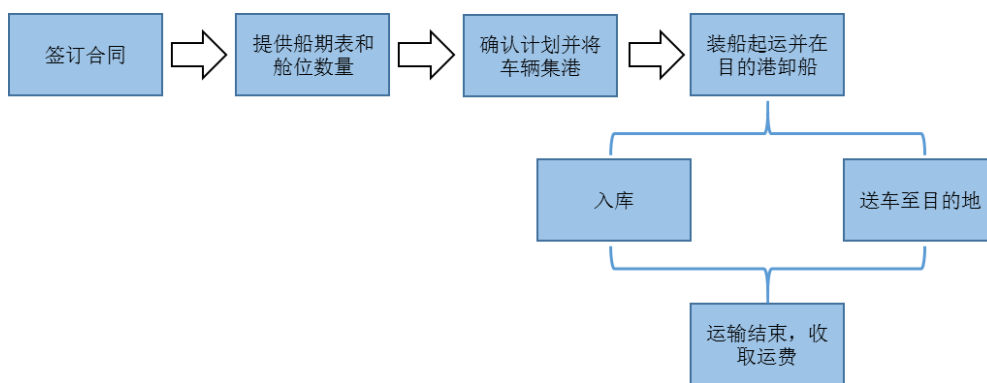 签订合同
提供船期表和
舱位数量
确认计划并将
车辆集港
装船起运并在
目的港卸船
入库
送车至目的地
运输结束，收
取运费